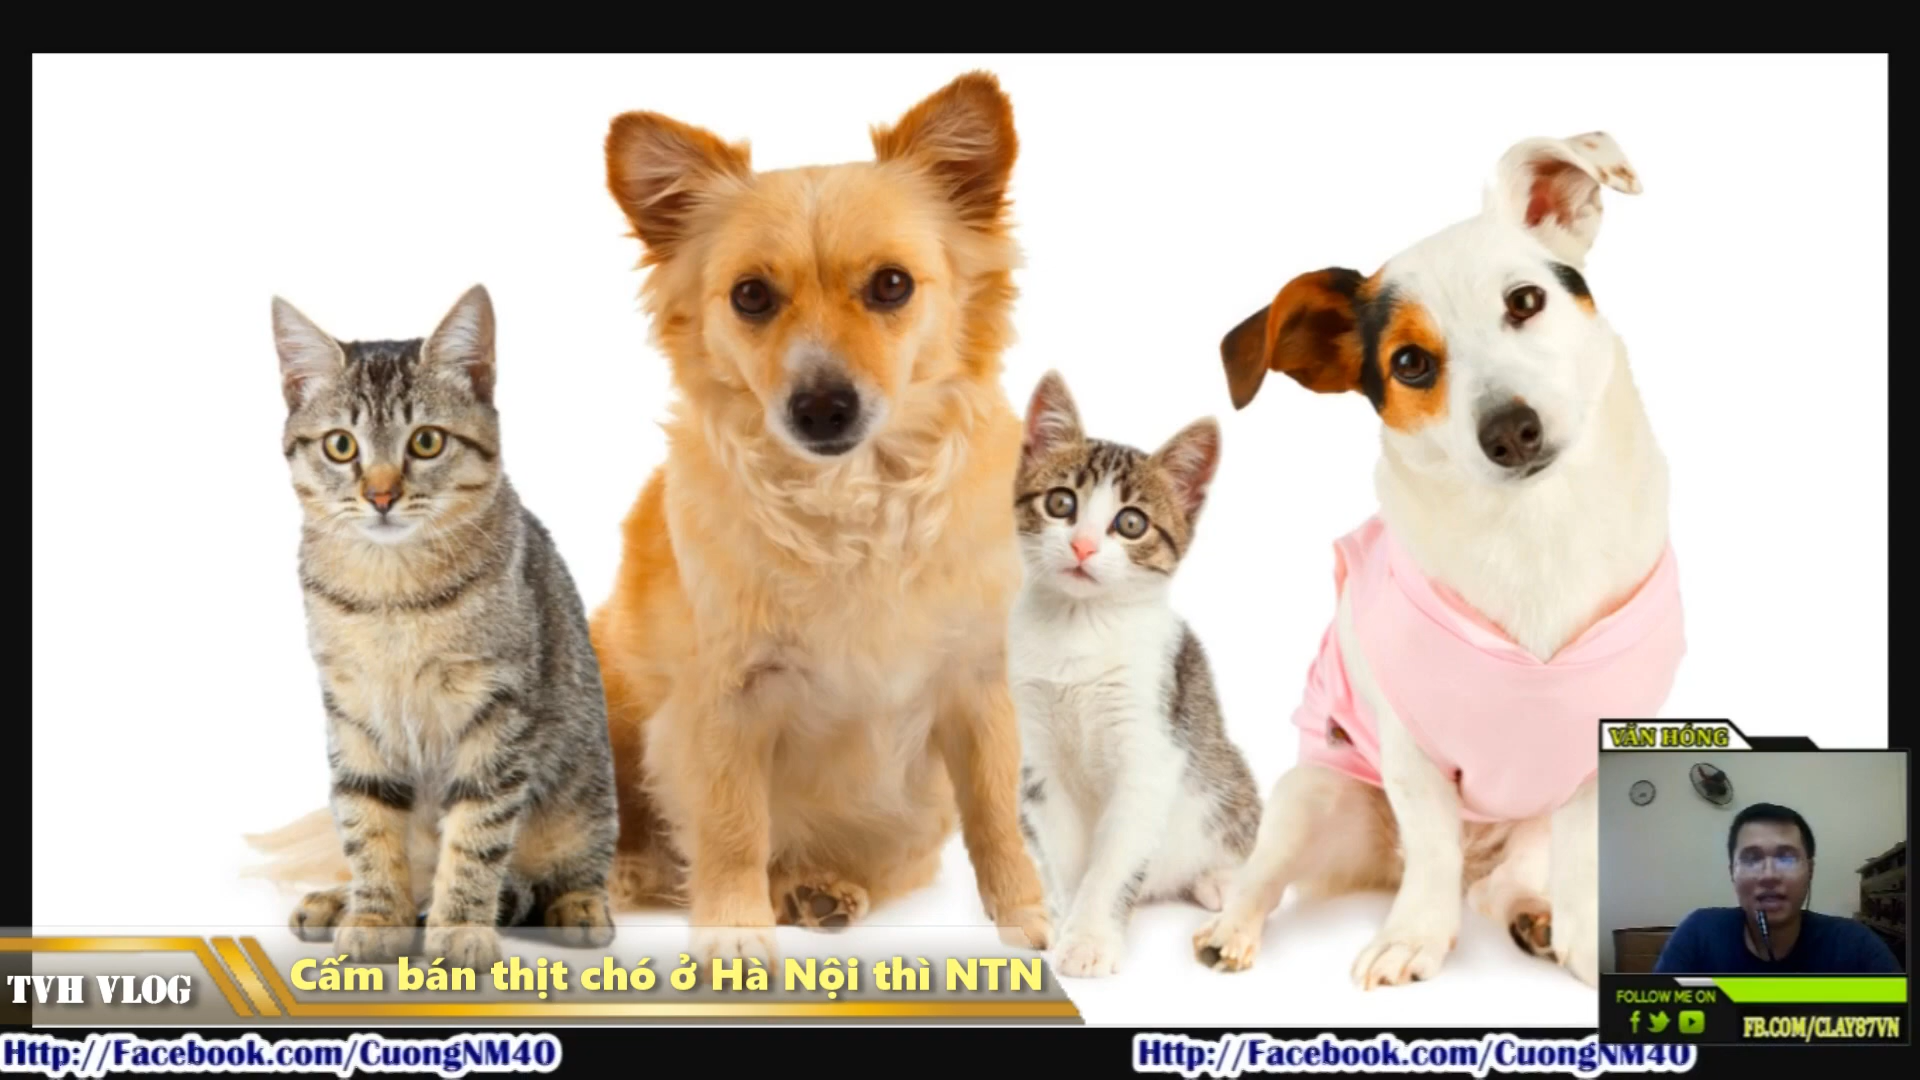 VĂN HỒNG
TVH VLOG
Cấm bán thịt chó ở Hà Nội thì NTN
FOLLOW ME ON
FB.COM/CLAY87VN
Http://Facebook.com/CuongNM40
Http://Facebook.com/CuongNM40